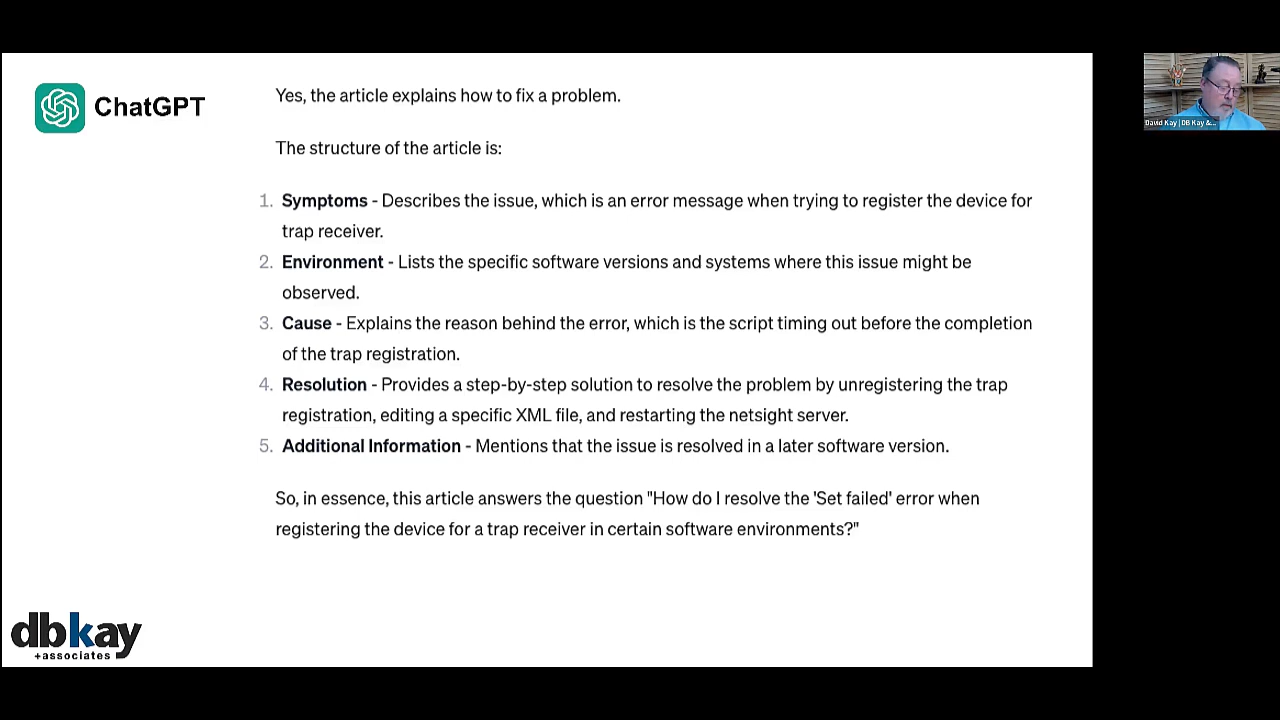 ChatGPT
Yes, the article explains how to fix a problem.
The structure of the article is:
1. Symptoms - Describes the issue, which is an error message when trying to register the device for
trap receiver.
2. Environment - Lists the specific software versions and systems where this issue might be
observed.
3. Cause - Explains the reason behind the error, which is the script timing out before the completion
of the trap registration.
4. Resolution - Provides a step-by-step solution to resolve the problem by unregistering the trap
registration, editing a specific XML file, and restarting the netsight server.
5. Additional Information - Mentions that the issue is resolved in a later software version.
So, in essence, this article answers the question "How do I resolve the 'Set failed' error when
registering the device for a trap receiver in certain software environments?"
dbkay
+associates
David Kay | DB Kay &...